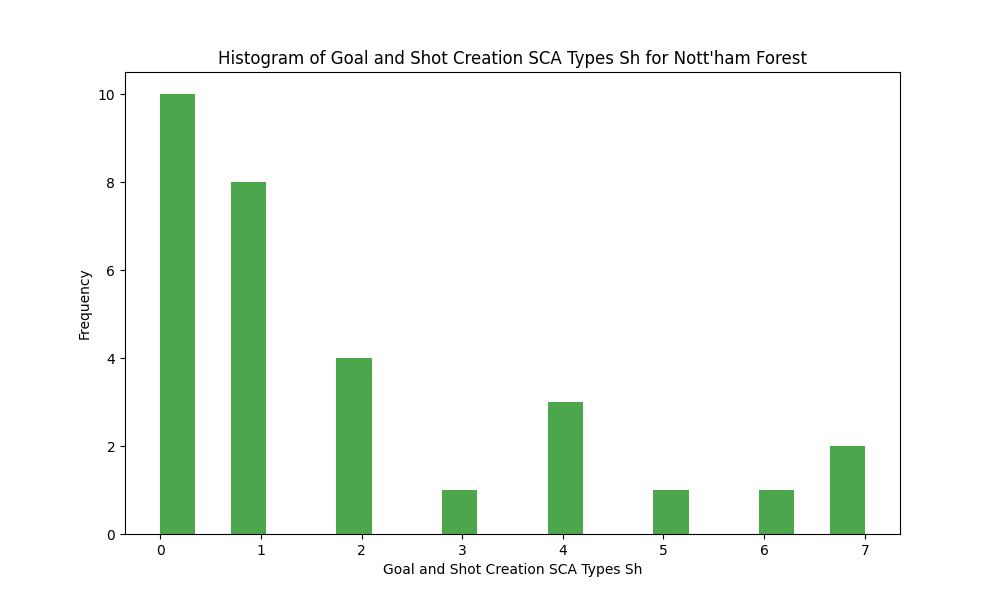 Histogram of Goal and Shot Creation SCA Types Sh for Nott'ham Forest
10
8
6
4
2
0
Frequency
0 1 2 3 4 5 6 7
Goal and Shot Creation SCA Types Sh